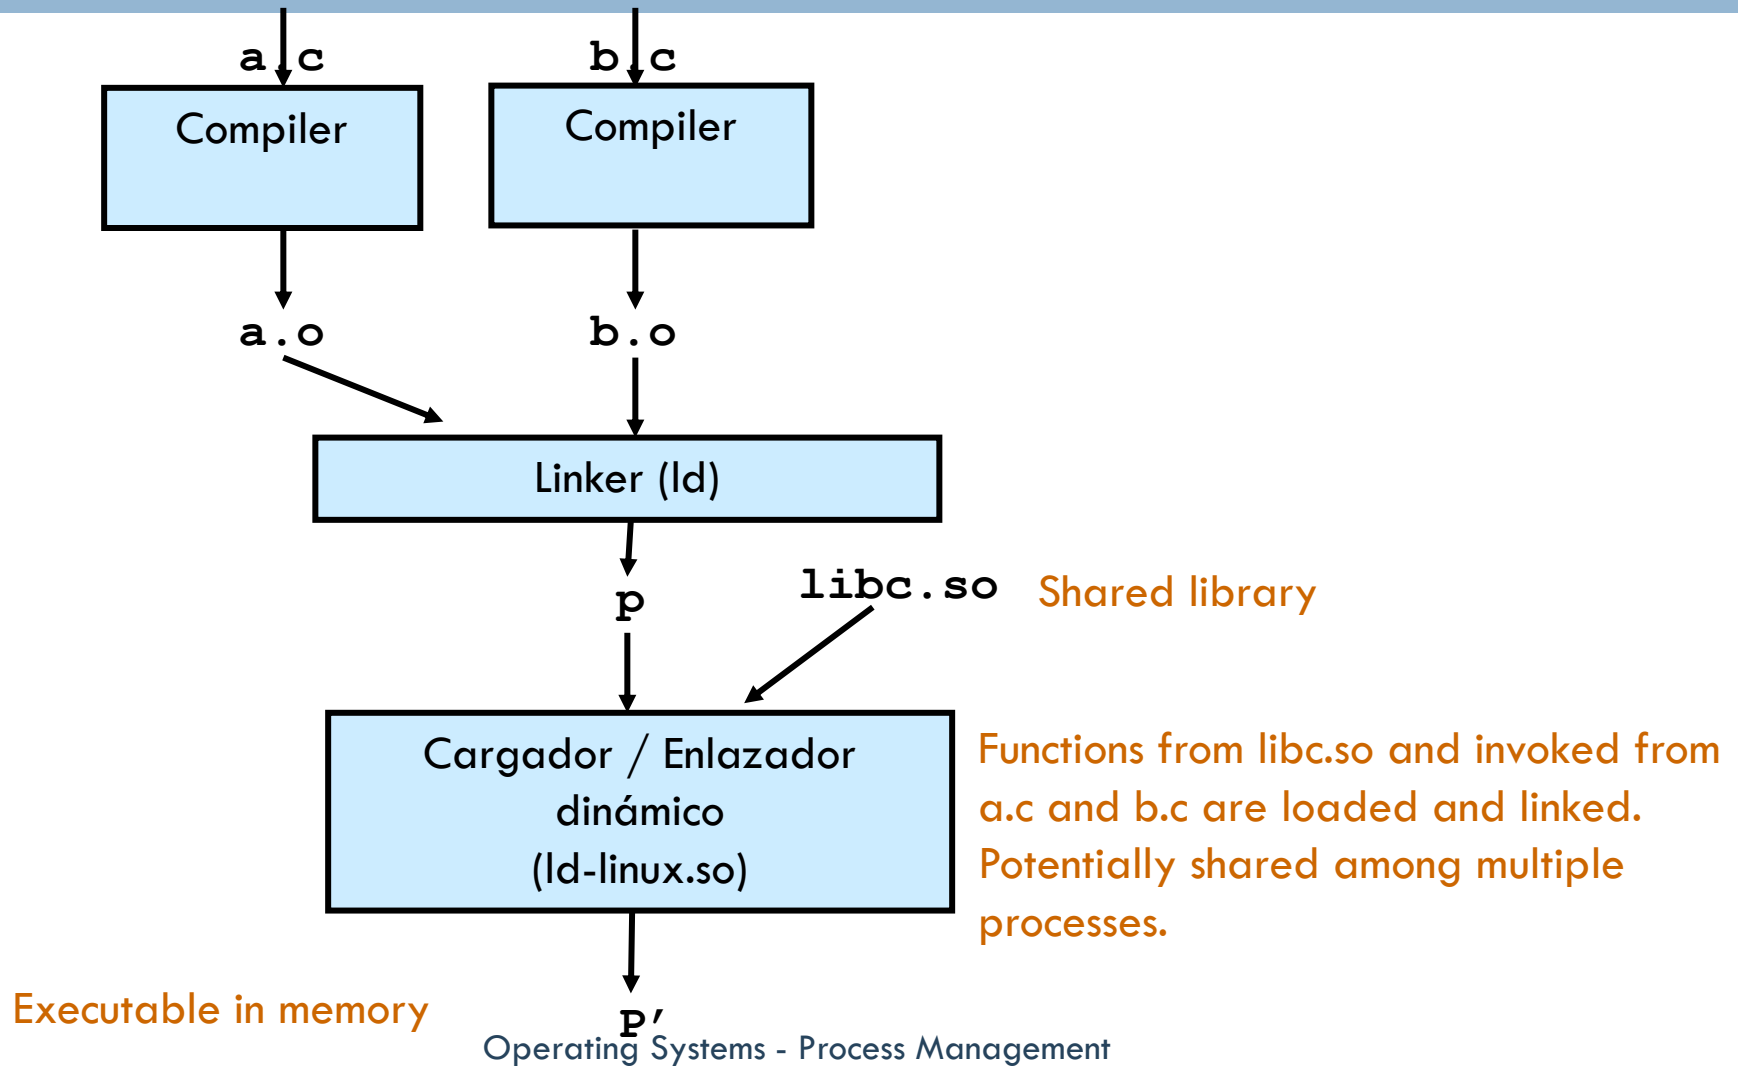 a.c
b.c
Compiler
Compiler
a.o
b.o
Linker (ld)
p
libc.so
Shared library
Cargador / Enlazador
dinámico
(ld-linux.so)
Functions from libc.so and invoked from
a.c and b.c are loaded and linked.
Potentially shared among multiple
processes.
Executable in memory
P'
Operating Systems - Process Management